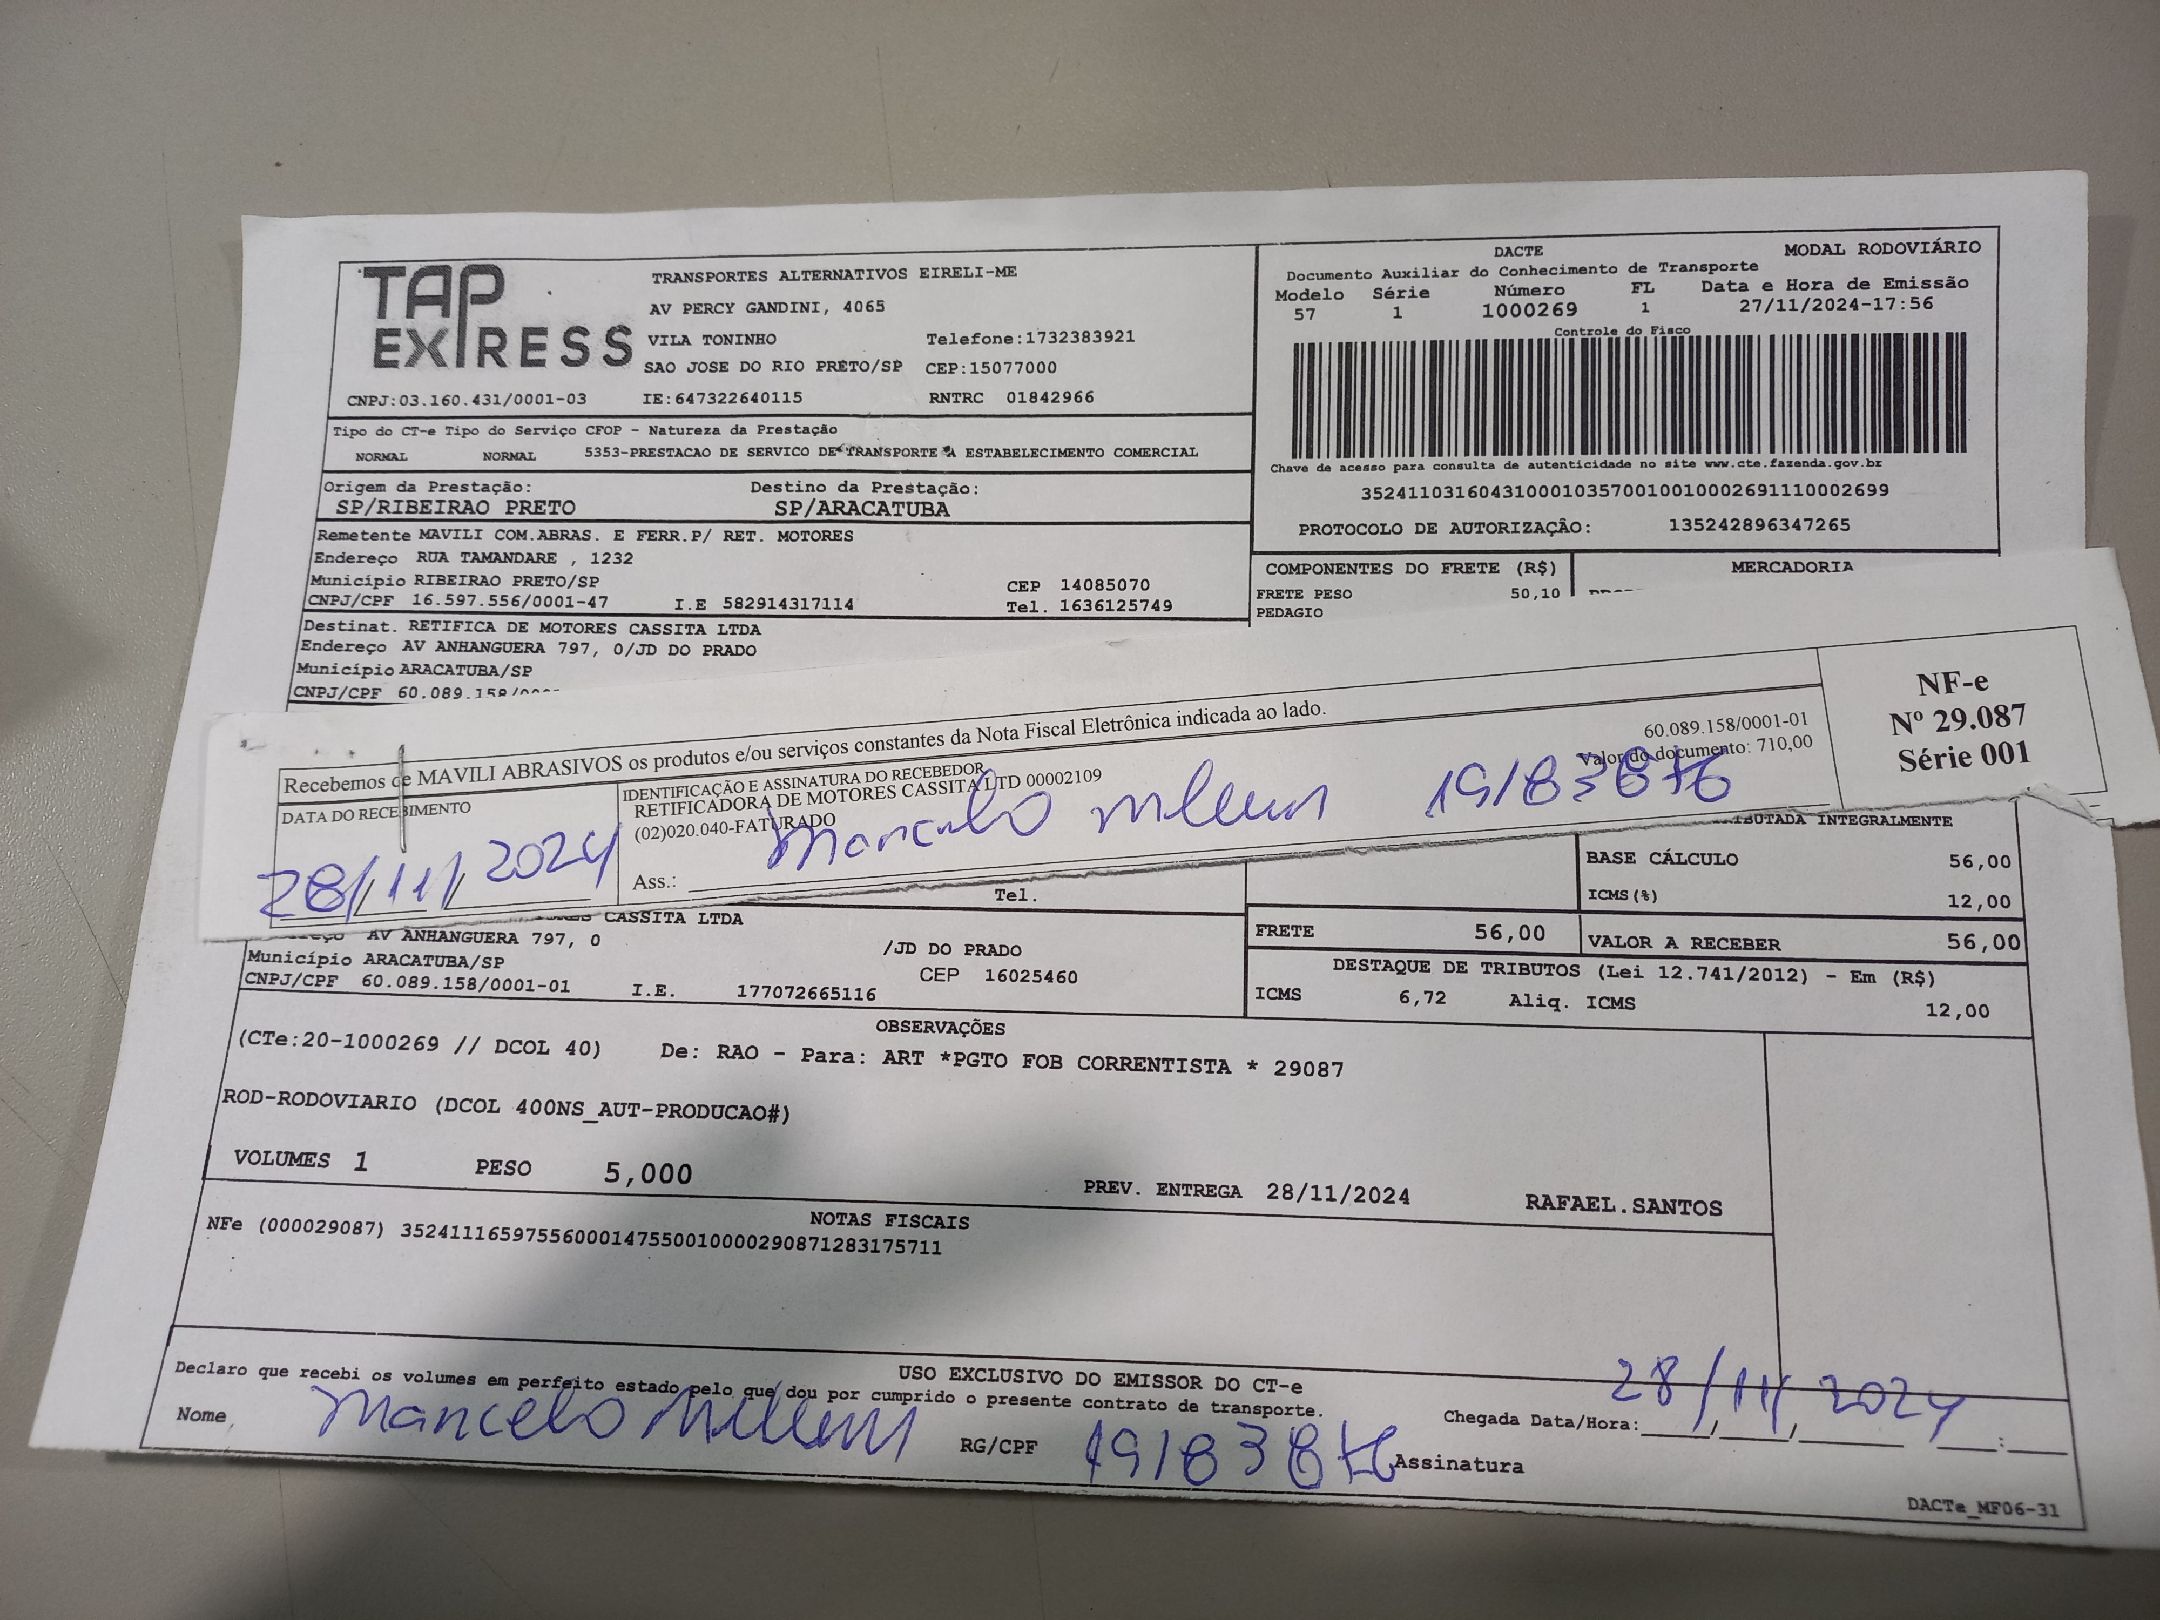 TAP EXPRESS
TRANSPORTES ALTERNATIVOS EIRELI-ME
AV PERCY GANDINI, 4065
VILA TONINHO Telefone:1732383921
SAO JOSE DO RIO PRETO/SP CEP:15077000
CNPJ:03.160.431/0001-03 IE:647322640115 RNTRC 01842966
DACTE MODAL RODOVIÁRIO
Documento Auxiliar do Conhecimento de Transporte
Modelo Série Número FL Data e Hora de Emissão
57 1 1000269 1 27/11/2024-17:56
Controle do Fisco
Chave de acesso para consulta de autenticidade no site www.cte.fazenda.gov.br
35241103160431000103570010010002691110002699
PROTOCOLO DE AUTORIZAÇÃO: 135242896347265
Tipo do CT-e Tipo do Serviço CFOP - Natureza da Prestação
NORMAL NORMAL 5353-PRESTACAO DE SERVICO DE TRANSPORTE A ESTABELECIMENTO COMERCIAL
Origem da Prestação: Destino da Prestação:
SP/RIBEIRAO PRETO SP/ARACATUBA
Remetente MAVILI COM.ABRAS. E FERR.P/ RET. MOTORES
Endereço RUA TAMANDARE , 1232
Município RIBEIRAO PRETO/SP CEP 14085070
CNPJ/CPF 16.597.556/0001-47 I.E 582914317114 Tel. 1636125749
COMPONENTES DO FRETE (R$) MERCADORIA
FRETE PESO 50,10
PEDAGIO
Destinat. RETIFICA DE MOTORES CASSITA LTDA
Endereço AV ANHANGUERA 797, 0/JD DO PRADO
Município ARACATUBA/SP
CNPJ/CPF 60.089.158/
Recebemos de MAVILI ABRASIVOS os produtos e/ou serviços constantes da Nota Fiscal Eletrônica indicada ao lado.
DATA DO RECEBIMENTO
28/11/2024
IDENTIFICAÇÃO E ASSINATURA DO RECEBEDOR
RETIFICADORA DE MOTORES CASSITA LTD 00002109
(02)020.040-FATURADO
60.089.158/0001-01
Valor do documento: 710,00
Ass.:
NF-e
Nº 29.087
Série 001
INTEGRALMENTE
BASE CÁLCULO 56,00
ICMS(%) 12,00
Tel.
CASSITA LTDA
AV ANHANGUERA 797, 0 /JD DO PRADO
Município ARACATUBA/SP CEP 16025460
CNPJ/CPF 60.089.158/0001-01 I.E. 177072665116
FRETE 56,00 VALOR A RECEBER 56,00
DESTAQUE DE TRIBUTOS (Lei 12.741/2012) - Em (R$)
ICMS 6,72 Aliq. ICMS 12,00
OBSERVAÇÕES
(CTe:20-1000269 // DCOL 40) De: RAO - Para: ART *PGTO FOB CORRENTISTA * 29087
ROD-RODOVIARIO (DCOL 400NS_AUT-PRODUCAO#)
VOLUMES 1 PESO 5,000 PREV. ENTREGA 28/11/2024 RAFAEL.SANTOS
NOTAS FISCAIS
NFe (000029087) 35241116597556000147550010000290871283175711
USO EXCLUSIVO DO EMISSOR DO CT-e
Declaro que recebi os volumes em perfeito estado pelo que dou por cumprido o presente contrato de transporte.
Nome Marcelo RG/CPF Assinatura
Chegada Data/Hora: 28/11/2024 :
DACTe_MF06-31